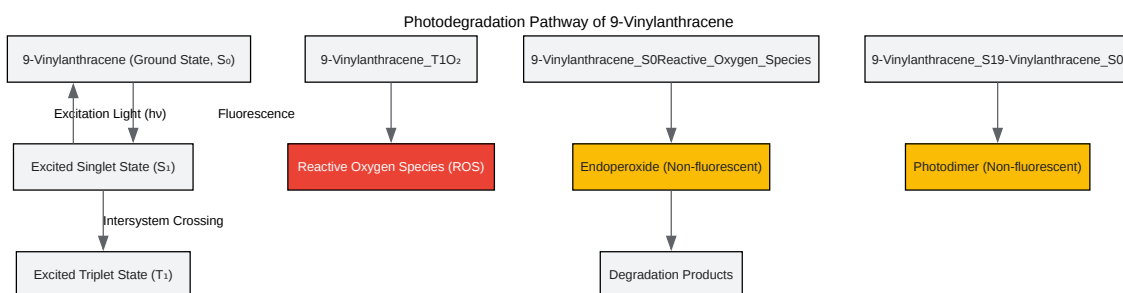 Photodegradation Pathway of 9-Vinylanthracene
9-Vinylanthracene (Ground State, S₀)
9-Vinylanthracene_T1O₂
9-Vinylanthracene_S0Reactive_Oxygen_Species
9-Vinylanthracene_S19-Vinylanthracene_S0
Excitation Light (hν)
Fluorescence
Excited Singlet State (S₁)
Reactive Oxygen Species (ROS)
Endoperoxide (Non-fluorescent)
Photodimer (Non-fluorescent)
Intersystem Crossing
Excited Triplet State (T₁)
Degradation Products